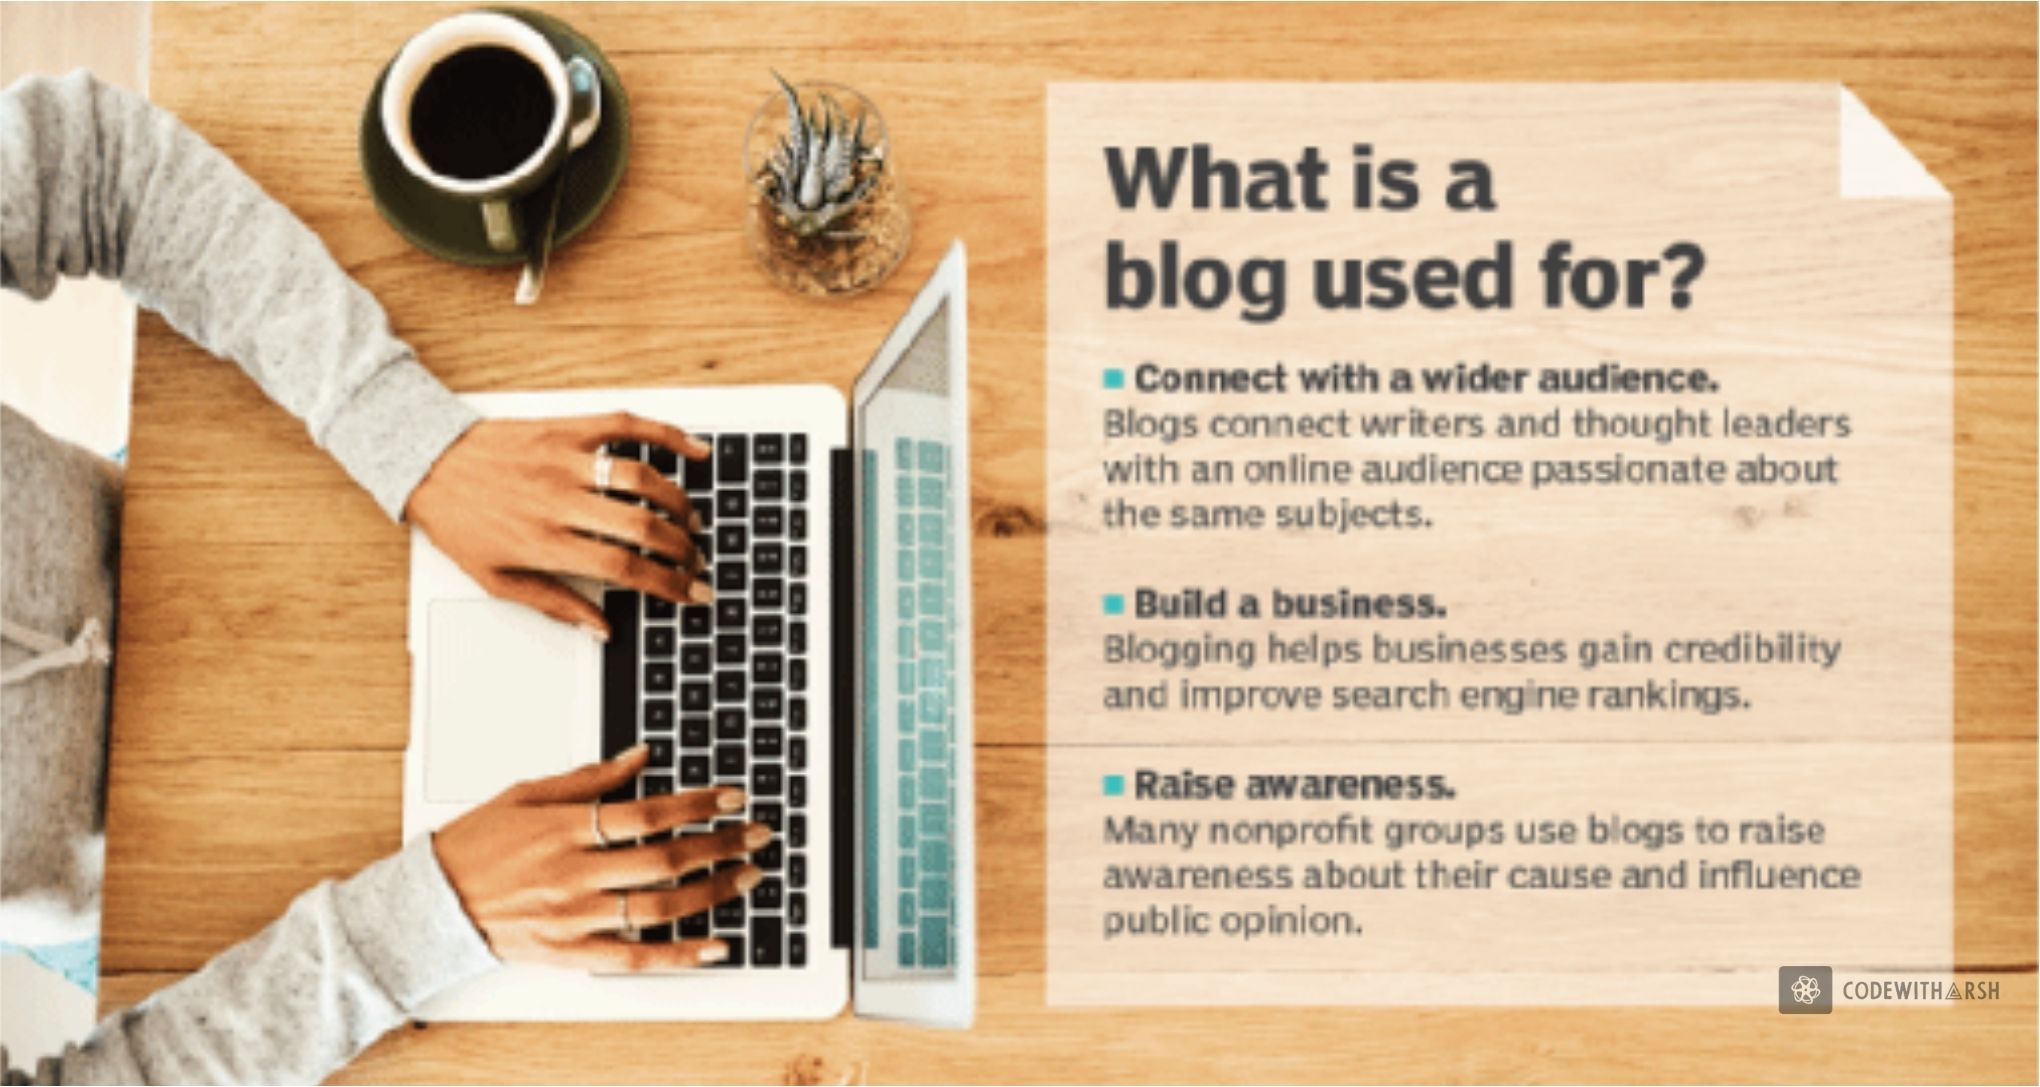 What is a
blog used for?
Connect with a wider audience.
Blogs connect writers and thought leaders
with an online audience passionate about
the same subjects.
Build a business.
Blogging helps businesses gain credibility
and improve search engine rankings.
Raise awareness.
Many nonprofit groups use blogs to raise
awareness about their cause and influence
public opinion.
CODEWITHARSH